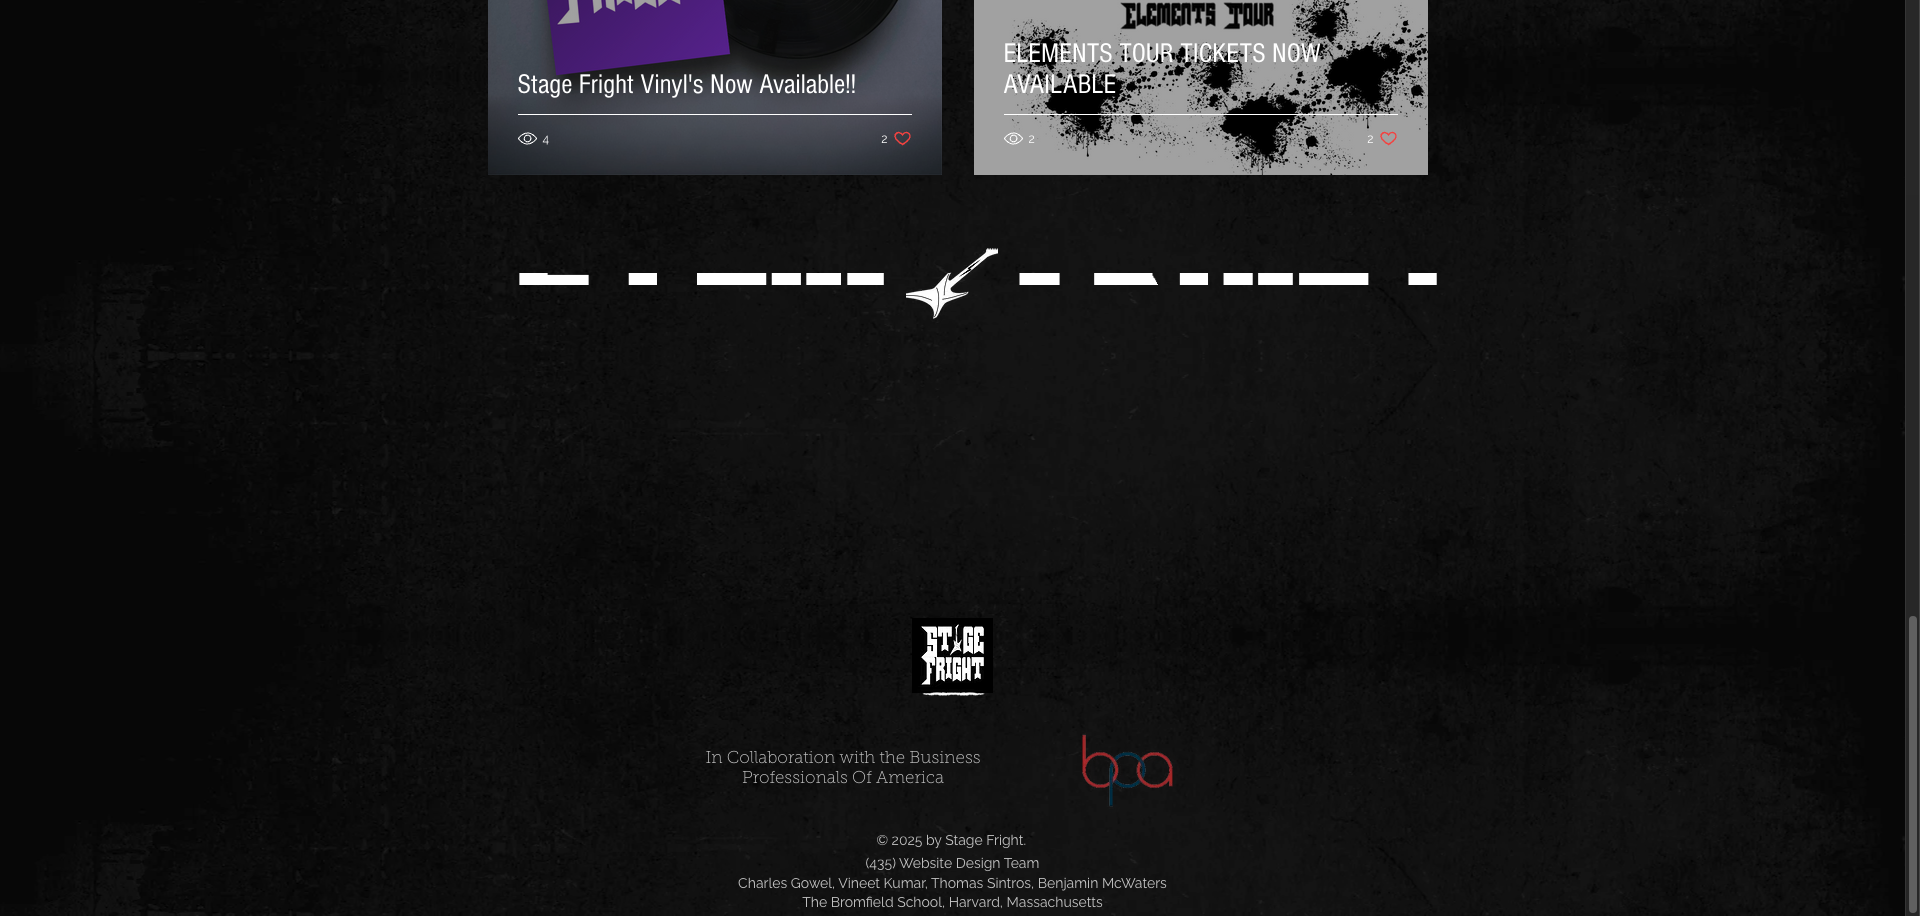 ELEMENTS TOUR
ELEMENTS TOUR TICKETS NOW
AVAILABLE
Stage Fright Vinyl's Now Available!!
4
2
2
2
STAGE
FRIGHT
In Collaboration with the Business
Professionals Of America
bpa
© 2025 by Stage Fright.
(435) Website Design Team
Charles Gowel, Vineet Kumar, Thomas Sintros, Benjamin McWaters
The Bromfield School, Harvard, Massachusetts